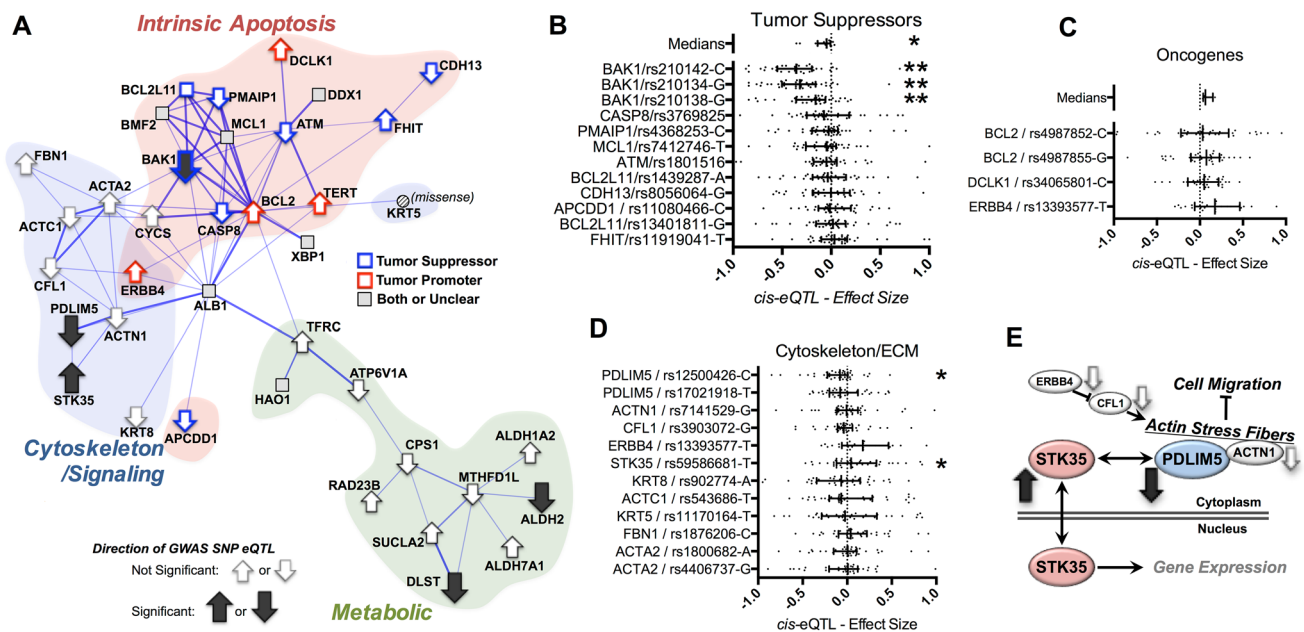 A
Intrinsic Apoptosis
DCLK1
CDH13
BCL2L11
PMAIP1
DDX1
BMF2
MCL1
ATM
FHIT
FBN1
BAK1
ACTA2
TERT
(missense)
BCL2
KRT5
ACTC1
CYCS
CASP8
XBP1
CFL1
ERBB4
Tumor Suppressor
Tumor Promoter
Both or Unclear
PDLIM5
ALB1
ACTN1
TFRC
STK35
ATP6V1A
HAO1
KRT8
APCDD1
Cytoskeleton
/Signaling
CPS1
ALDH1A2
RAD23B
MTHFD1L
ALDH2
SUCLA2
ALDH7A1
DLST
Metabolic
Direction of GWAS SNP eQTL
Not Significant:
or
Significant:
or
B
Tumor Suppressors
Medians
*
BAK1/rs210142-C
**
BAK1/rs210134-G
**
BAK1/rs210138-G
**
CASP8/rs3769825
PMAIP1/rs4368253-C
MCL1/rs7412746-T
ATM/rs1801516
BCL2L11/rs1439287-A
CDH13/rs8056064-G
APCDD1 / rs11080466-C
BCL2L11/rs13401811-G
FHIT/rs11919041-T
-1.0 -0.5 0.0 0.5 1.0
cis-eQTL - Effect Size
C
Oncogenes
Medians
BCL2 / rs4987852-C
BCL2 / rs4987855-G
DCLK1 / rs34065801-C
ERBB4 / rs13393577-T
-1.0 -0.5 0.0 0.5 1.0
cis-eQTL - Effect Size
D
Cytoskeleton/ECM
PDLIM5 / rs12500426-C
*
PDLIM5 / rs17021918-T
ACTN1 / rs7141529-G
CFL1 / rs3903072-G
ERBB4 / rs13393577-T
STK35 / rs59586681-T
*
KRT8 / rs902774-A
ACTC1 / rs543686-T
KRT5 / rs11170164-T
FBN1 / rs1876206-C
ACTA2 / rs1800682-A
ACTA2 / rs4406737-G
-1.0 -0.5 0.0 0.5 1.0
cis-eQTL - Effect Size
E
ERBB4
CFL1
Cell Migration
Actin Stress Fibers
STK35
PDLIM5
ACTN1
Cytoplasm
Nucleus
STK35
Gene Expression